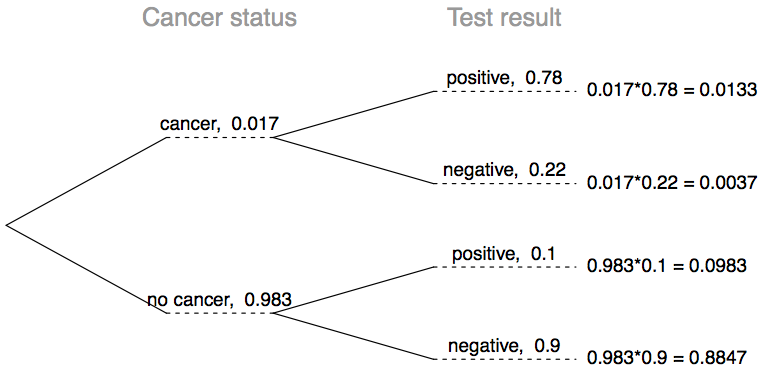 Cancer status
Test result
positive, 0.78
0.017*0.78 = 0.0133
cancer, 0.017
negative, 0.22
0.017*0.22 = 0.0037
positive, 0.1
0.983*0.1 = 0.0983
no cancer, 0.983
negative, 0.9
0.983*0.9 = 0.8847